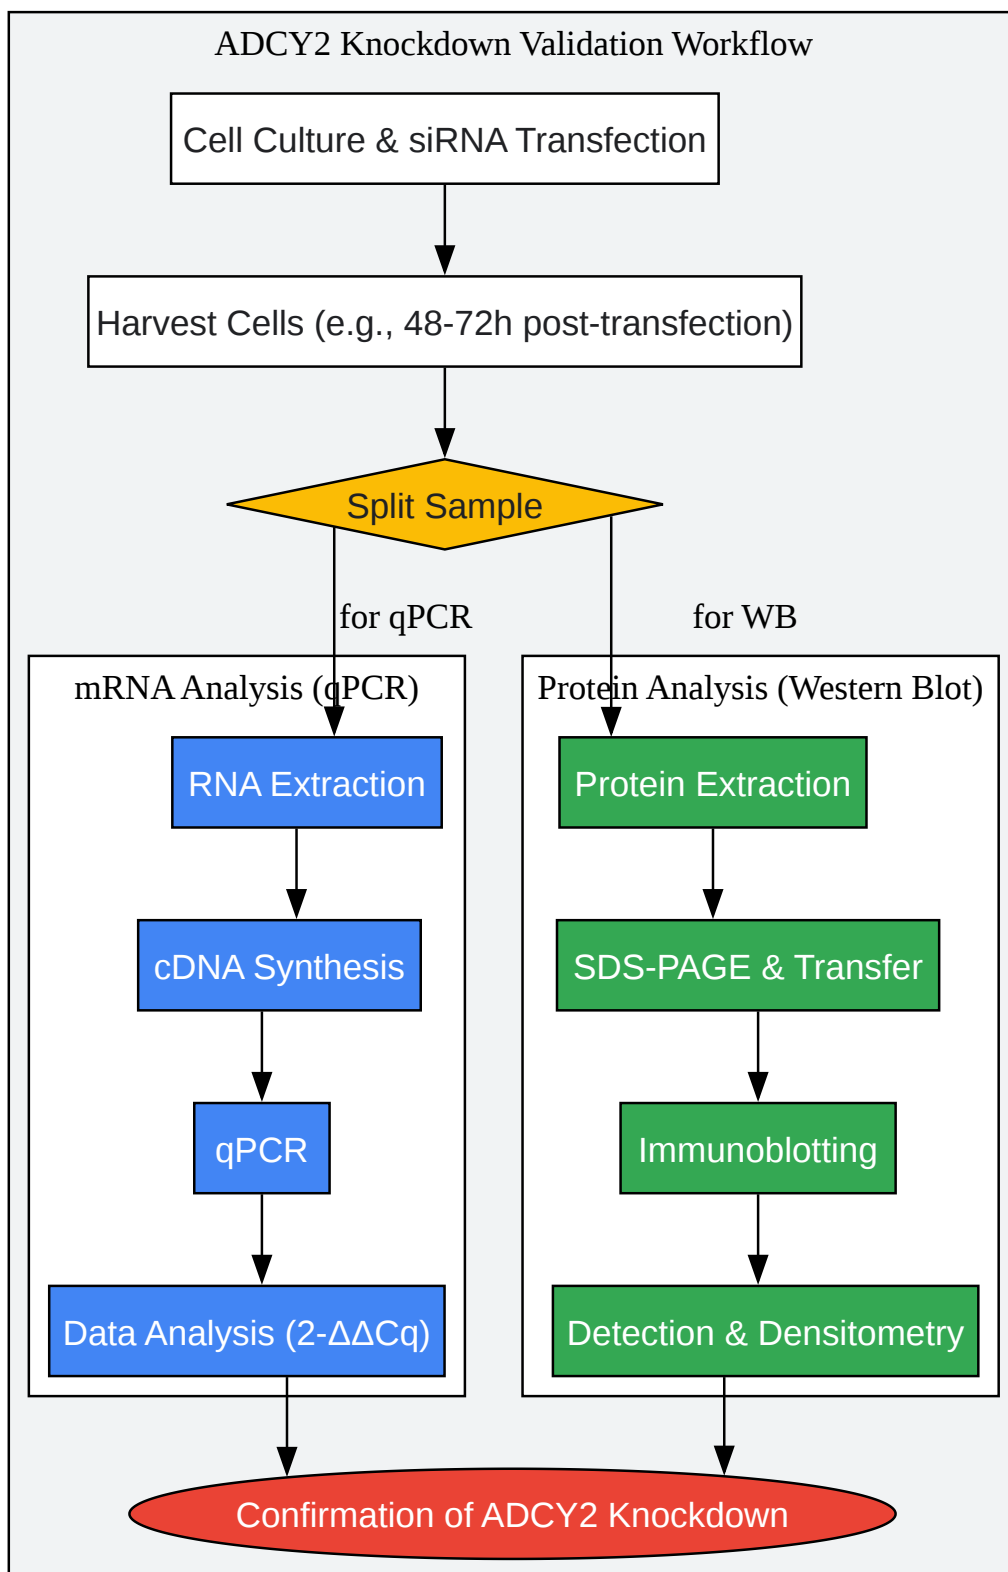 ADCY2 Knockdown Validation Workflow
Cell Culture & siRNA Transfection
Harvest Cells (e.g., 48-72h post-transfection)
Split Sample
for qPCR
for WB
mRNA Analysis (qPCR)
RNA Extraction
cDNA Synthesis
qPCR
Data Analysis (2-ΔΔCq)
Protein Analysis (Western Blot)
Protein Extraction
SDS-PAGE & Transfer
Immunoblotting
Detection & Densitometry
Confirmation of ADCY2 Knockdown